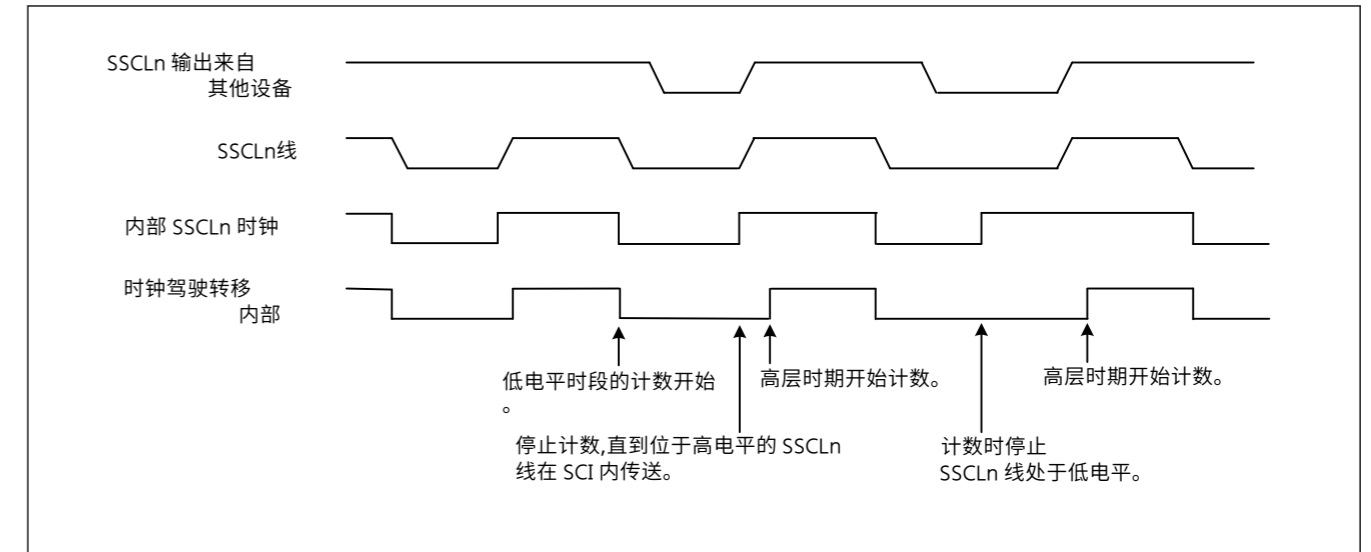 SSCLn 输出来自
其他设备
SSCLn线
内部 SSCLn 时钟
时钟驾驶转移
内部
低电平时段的计数开始
。
高层时期开始计数。
高层时期开始计数。
停止计数,直到位于高电平的 SSCLn
线在 SCI 内传送。
计数时停止
SSCLn 线处于低电平。